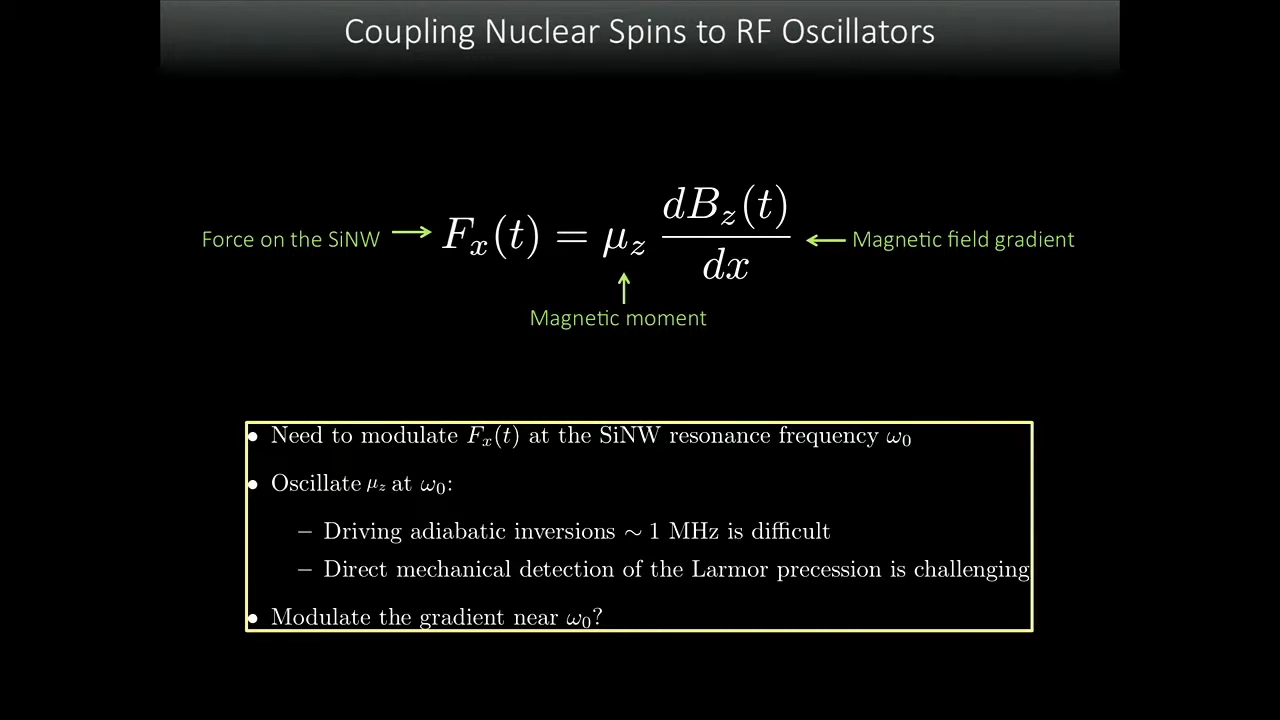 Coupling Nuclear Spins to RF Oscillators
Force on the SiNW → F_x(t) = μ_z dB_z(t)/dx ← Magnetic field gradient
↑
Magnetic moment
• Need to modulate F_x(t) at the SiNW resonance frequency ω_0
• Oscillate μ_z at ω_0:
– Driving adiabatic inversions ∼ 1 MHz is difficult
– Direct mechanical detection of the Larmor precession is challenging
• Modulate the gradient near ω_0?